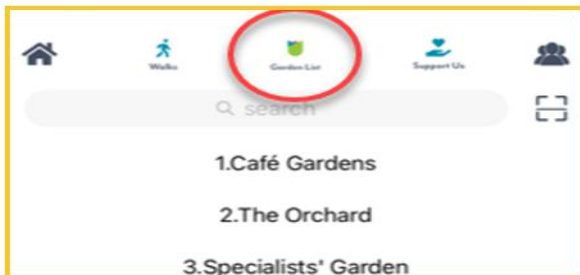 Walks
Garden List
Support Us
search
1.Café Gardens
2.The Orchard
3.Specialists' Garden